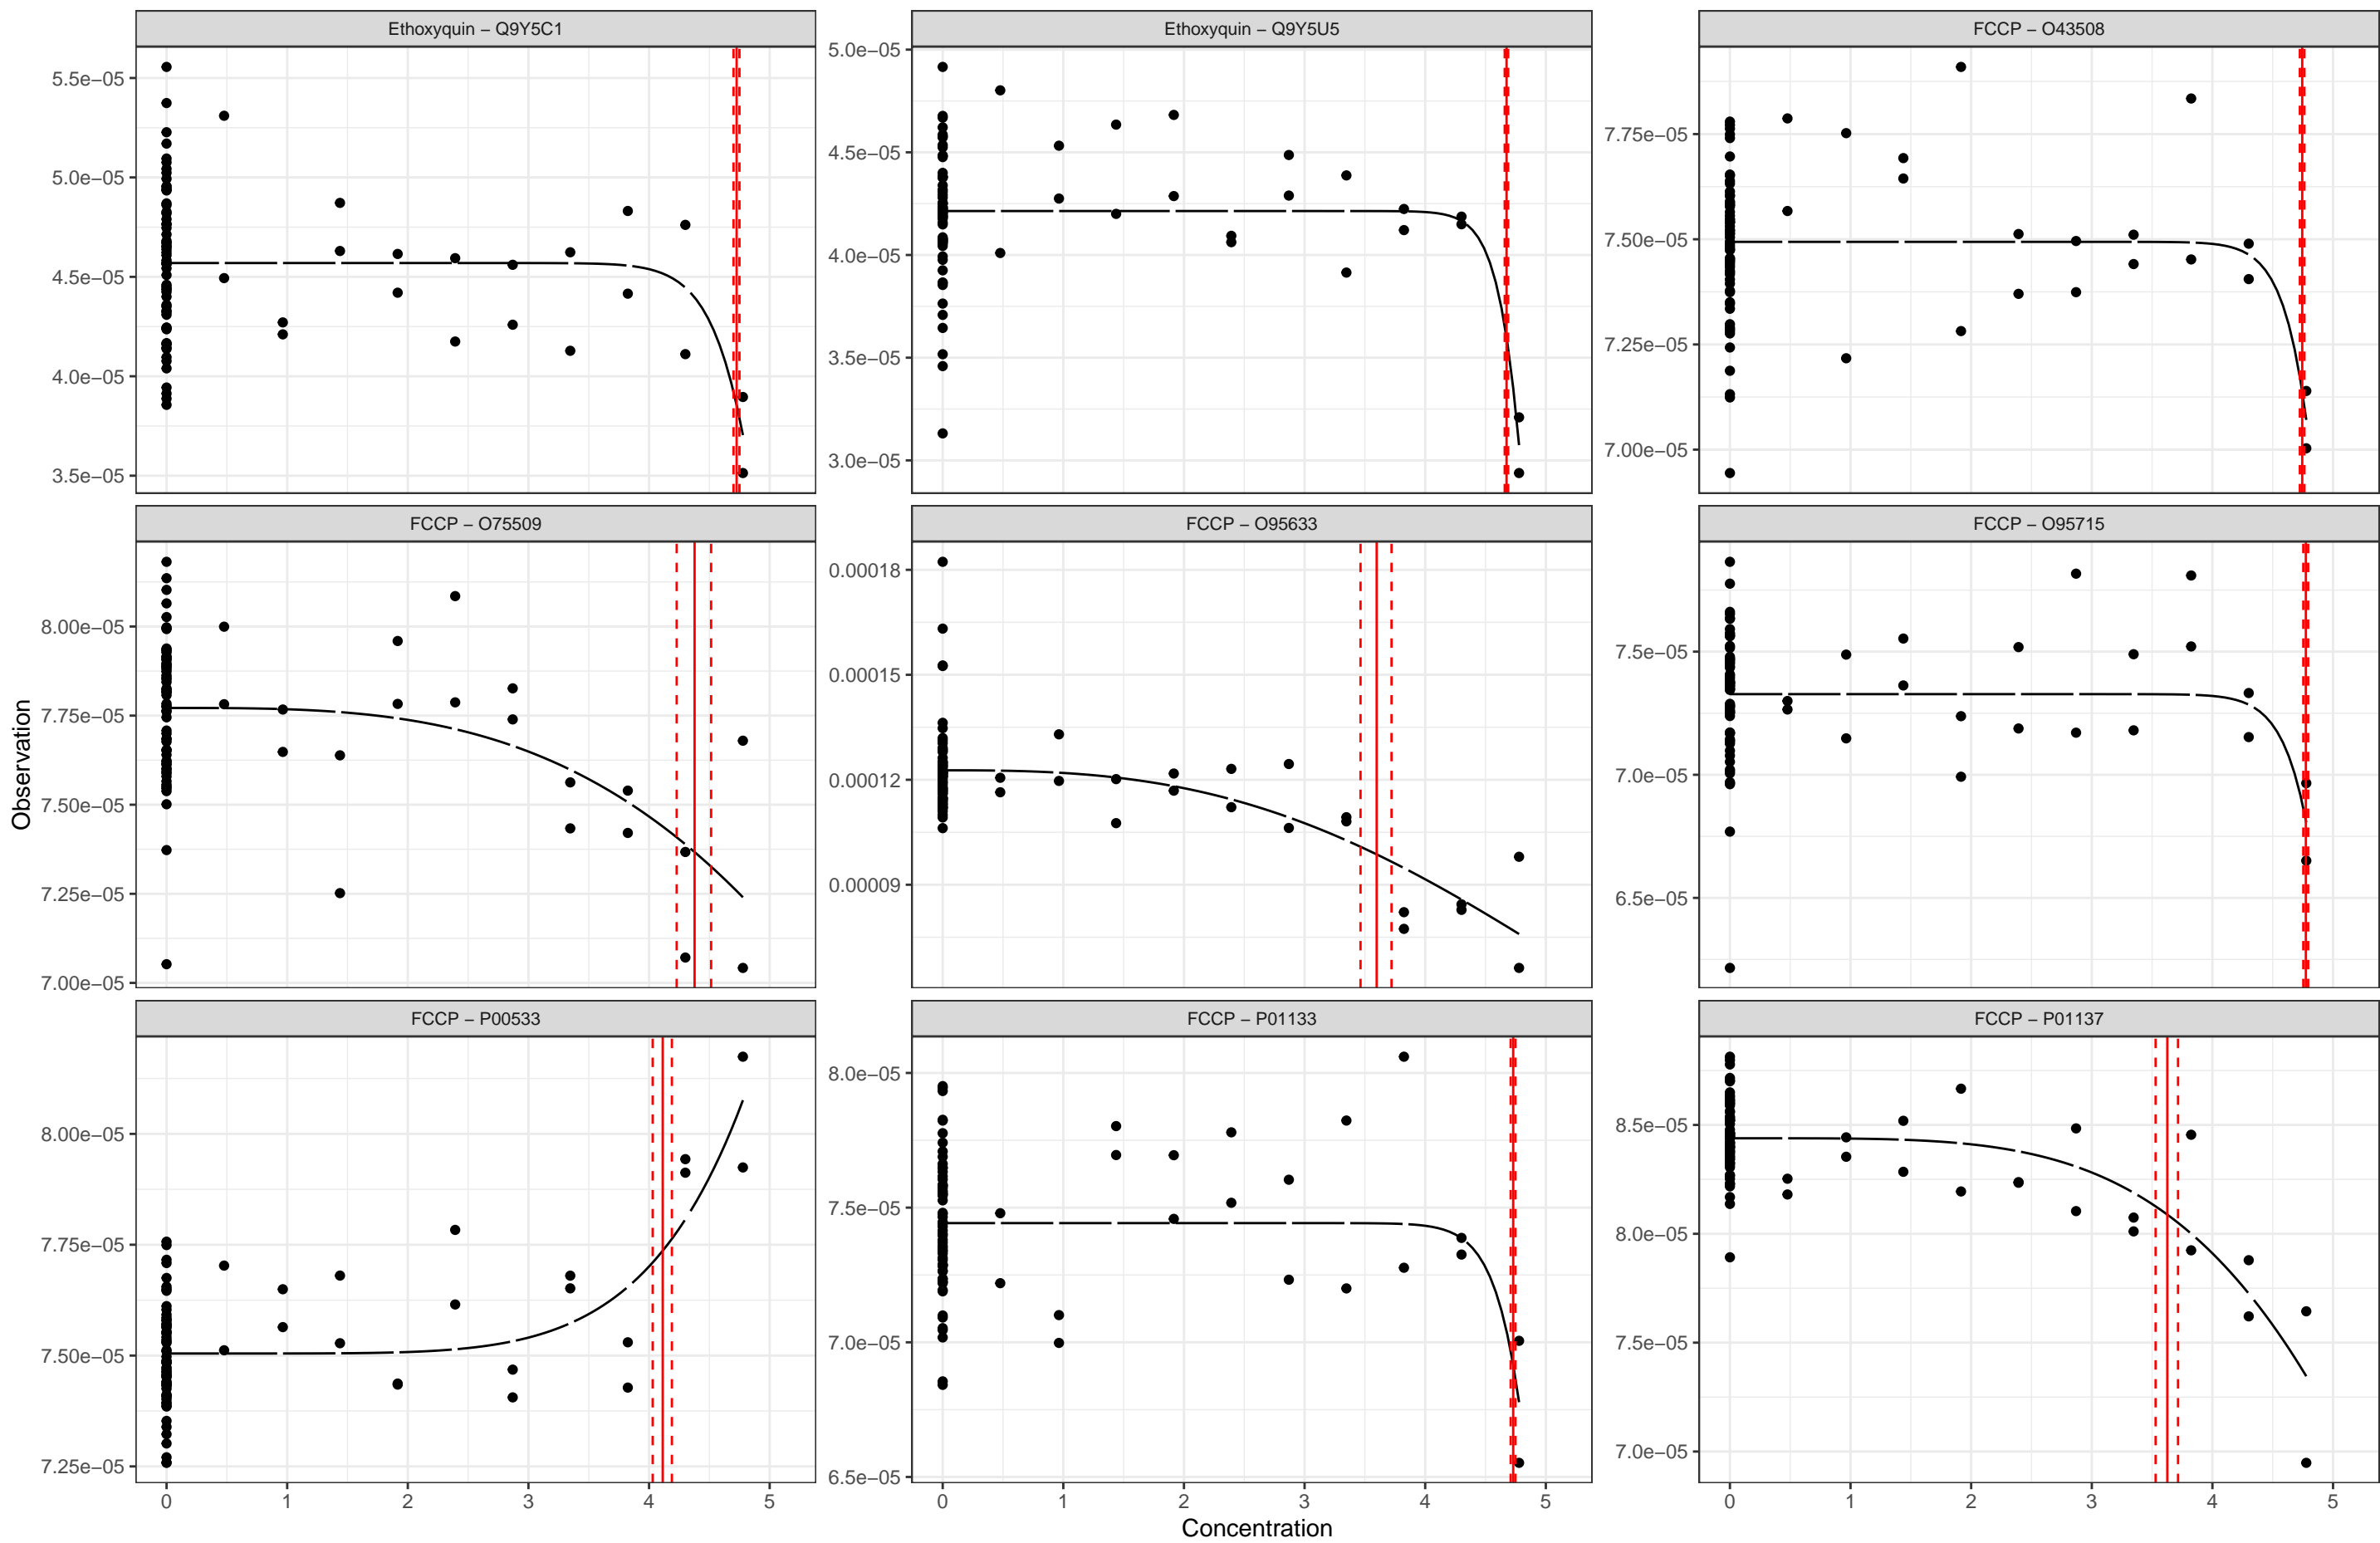 Ethoxyquin − Q9Y5C1
Ethoxyquin − Q9Y5U5
FCCP − O43508
5.5e−05
5.0e−05
4.5e−05
4.0e−05
3.5e−05
5.0e−05
4.5e−05
4.0e−05
3.5e−05
3.0e−05
7.75e−05
7.50e−05
7.25e−05
7.00e−05
FCCP − O75509
FCCP − O95633
FCCP − O95715
8.00e−05
7.75e−05
7.50e−05
7.25e−05
7.00e−05
0.00018
0.00015
0.00012
0.00009
7.5e−05
7.0e−05
6.5e−05
Observation
FCCP − P00533
FCCP − P01133
FCCP − P01137
8.00e−05
7.75e−05
7.50e−05
7.25e−05
8.0e−05
7.5e−05
7.0e−05
6.5e−05
8.5e−05
8.0e−05
7.5e−05
7.0e−05
0 1 2 3 4 5
0 1 2 3 4 5
0 1 2 3 4 5
Concentration